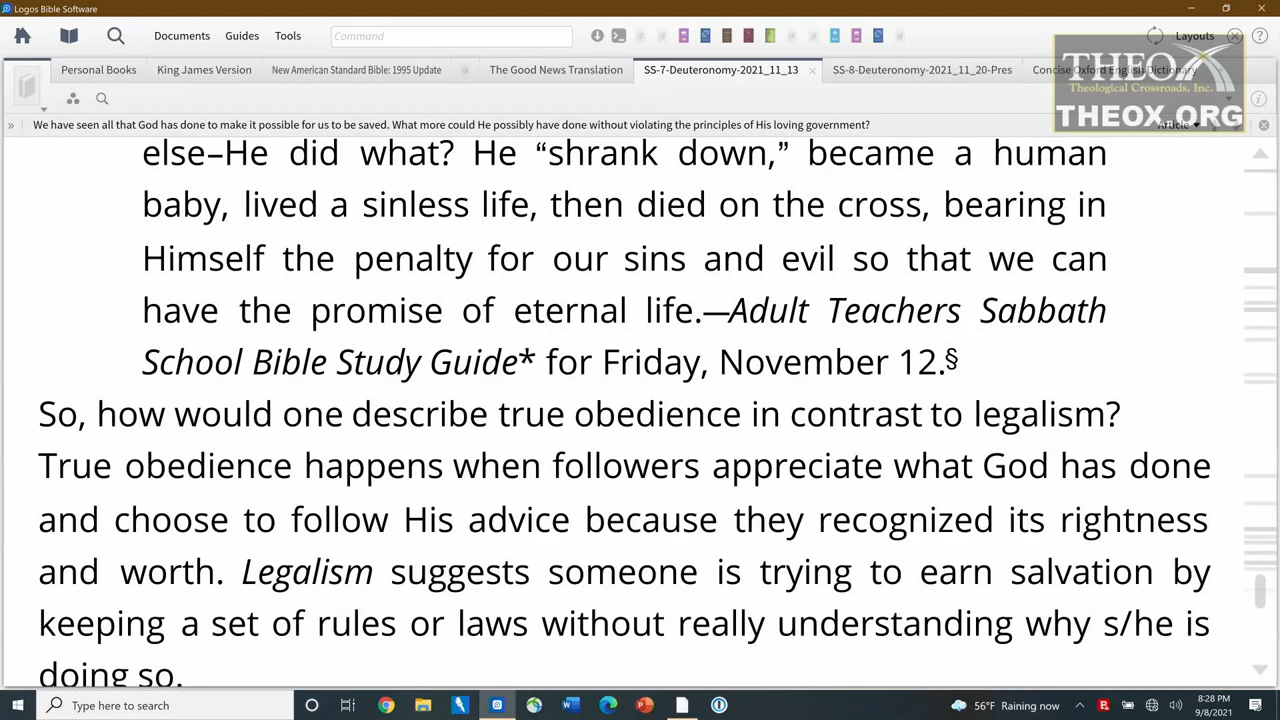 Logos Bible Software
Documents Guides Tools Command Layouts
THEOX
Theological Crossroads, Inc.
THEOX.ORG
Personal Books King James Version New American Standard The Good News Translation SS-7-Deuteronomy-2021_11_13 SS-8-Deuteronomy-2021_11_20-Pres Concise Oxford English Dictionary
» We have seen all that God has done to make it possible for us to be saved. What more could He possibly have done without violating the principles of His loving government? Article
else–He did what? He “shrank down,” became a human
baby, lived a sinless life, then died on the cross, bearing in
Himself the penalty for our sins and evil so that we can
have the promise of eternal life.—Adult Teachers Sabbath
School Bible Study Guide* for Friday, November 12.§
So, how would one describe true obedience in contrast to legalism?
True obedience happens when followers appreciate what God has done
and choose to follow His advice because they recognized its rightness
and worth. Legalism suggests someone is trying to earn salvation by
keeping a set of rules or laws without really understanding why s/he is
doing so.
Type here to search
56°F Raining now
8:28 PM
9/8/2021